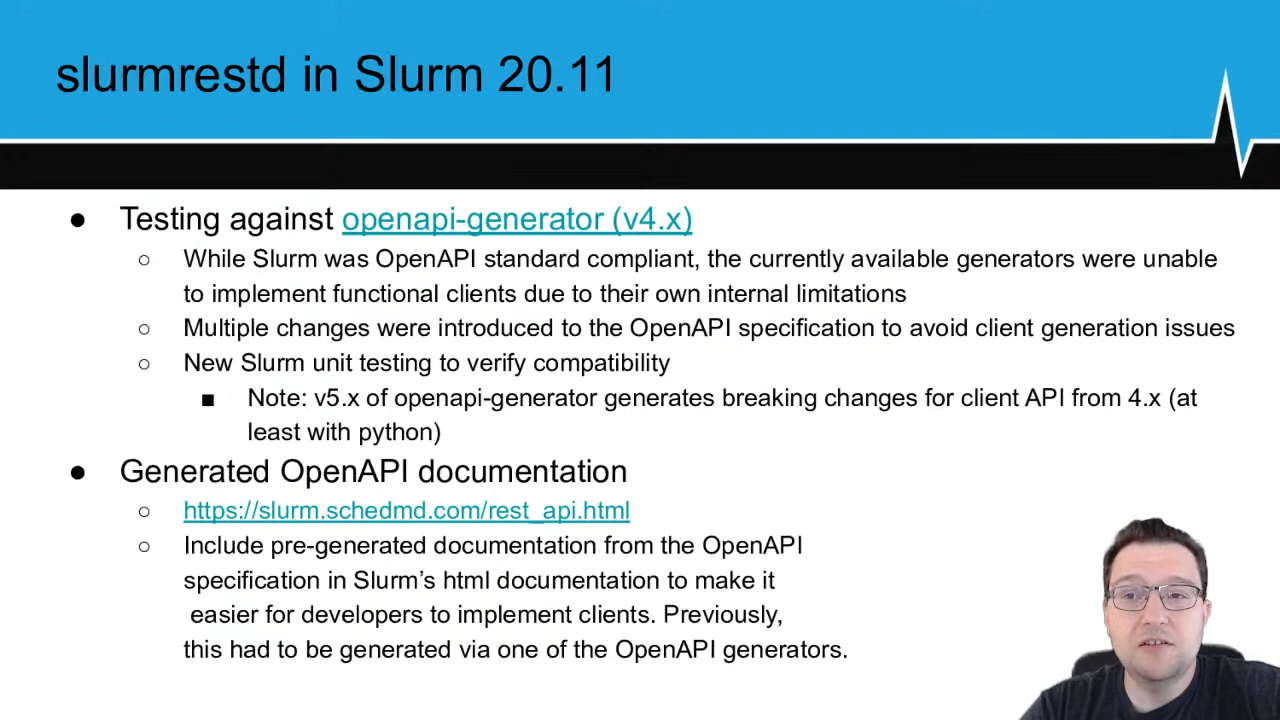 slurmrestd in Slurm 20.11
● Testing against openapi-generator (v4.x)
○ While Slurm was OpenAPI standard compliant, the currently available generators were unable
to implement functional clients due to their own internal limitations
○ Multiple changes were introduced to the OpenAPI specification to avoid client generation issues
○ New Slurm unit testing to verify compatibility
■ Note: v5.x of openapi-generator generates breaking changes for client API from 4.x (at
least with python)
● Generated OpenAPI documentation
○ https://slurm.schedmd.com/rest_api.html
○ Include pre-generated documentation from the OpenAPI
specification in Slurm's html documentation to make it
easier for developers to implement clients. Previously,
this had to be generated via one of the OpenAPI generators.